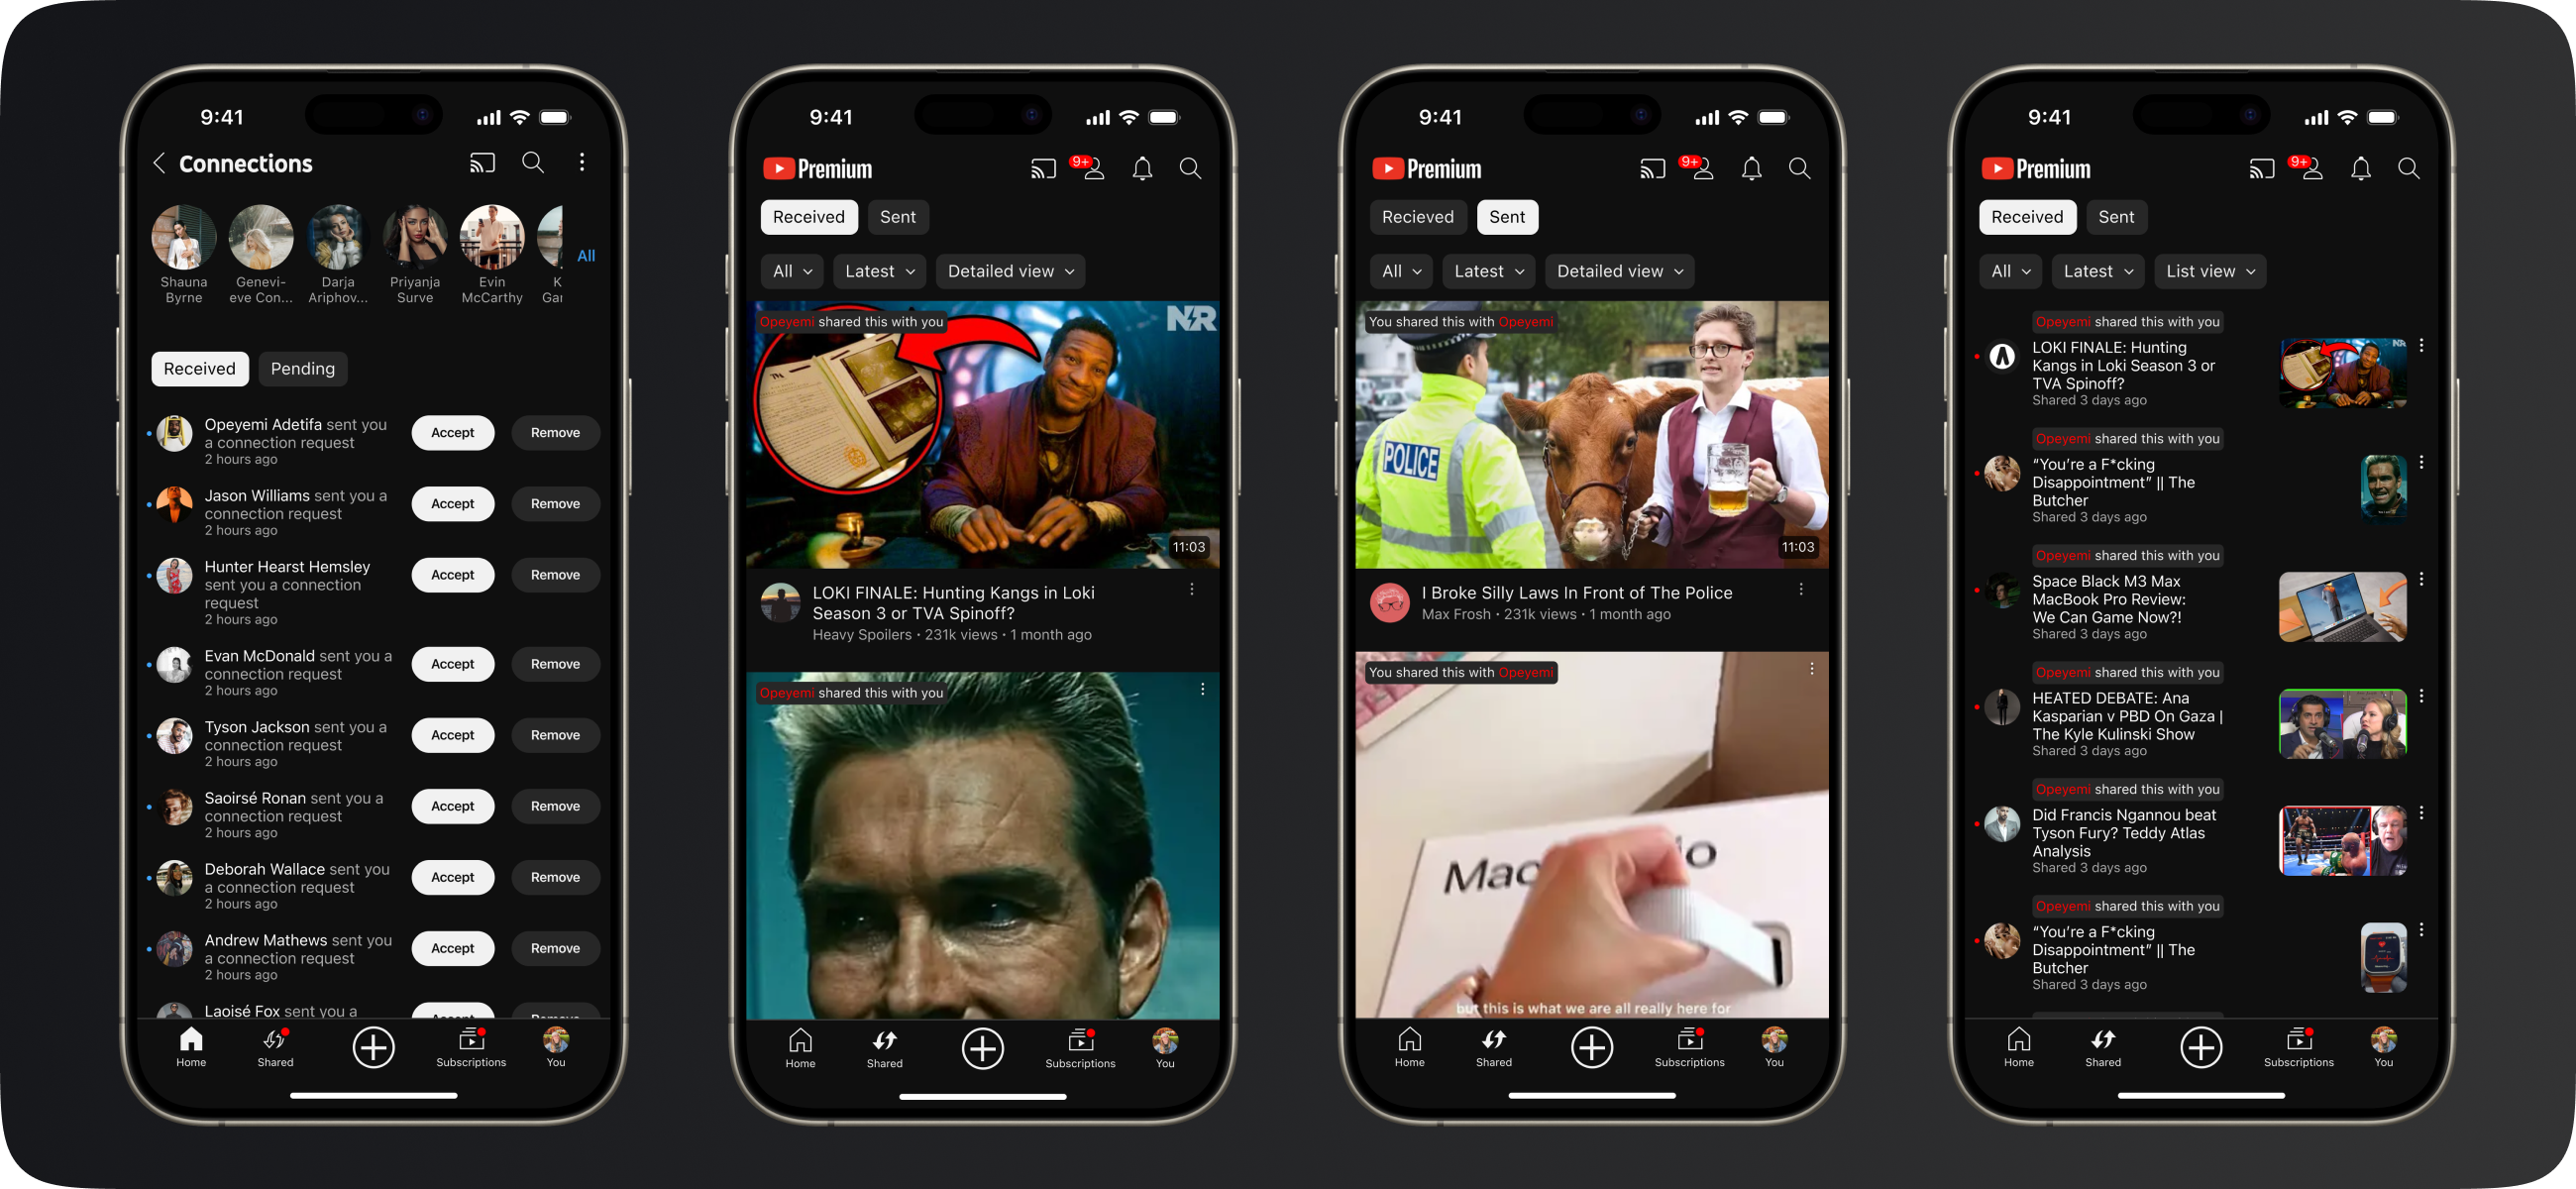 9:41
Connections
Shauna
Byrne
Genevi-
eve Con...
Darja
Ariphov...
Priyanja
Surve
Evin
McCarthy
K
Gar
All
Received
Pending
Opeyemi Adetifa sent you
a connection request
2 hours ago
Accept
Remove
Jason Williams sent you a
connection request
2 hours ago
Accept
Remove
Hunter Hearst Hemsley
sent you a connection
request
2 hours ago
Accept
Remove
Evan McDonald sent you a
connection request
2 hours ago
Accept
Remove
Tyson Jackson sent you a
connection request
2 hours ago
Accept
Remove
Saoirsé Ronan sent you a
connection request
2 hours ago
Accept
Remove
Deborah Wallace sent you
a connection request
2 hours ago
Accept
Remove
Andrew Mathews sent you
a connection request
2 hours ago
Accept
Remove
Laoisé Fox sent you a
Accept
Remove
Home
Shared
Subscriptions
You
9:41
Premium
9+
Received
Sent
All
Latest
Detailed view
Opeyemi shared this with you
NR
11:03
LOKI FINALE: Hunting Kangs in Loki
Season 3 or TVA Spinoff?
Heavy Spoilers • 231k views • 1 month ago
Opeyemi shared this with you
Home
Shared
Subscriptions
You
9:41
Premium
9+
Recieved
Sent
All
Latest
Detailed view
You shared this with Opeyemi
POLICE
11:03
I Broke Silly Laws In Front of The Police
Max Frosh • 231k views • 1 month ago
You shared this with Opeyemi
Mac
io
but this is what we are all really here for
Home
Shared
Subscriptions
You
9:41
Premium
9+
Received
Sent
All
Latest
List view
Opeyemi shared this with you
LOKI FINALE: Hunting
Kangs in Loki Season 3 or
TVA Spinoff?
Shared 3 days ago
NR
Opeyemi shared this with you
“You’re a F*cking
Disappointment” || The
Butcher
Shared 3 days ago
Opeyemi shared this with you
Space Black M3 Max
MacBook Pro Review:
We Can Game Now?!
Shared 3 days ago
Opeyemi shared this with you
HEATED DEBATE: Ana
Kasparian v PBD On Gaza |
The Kyle Kulinski Show
Shared 3 days ago
Opeyemi shared this with you
Did Francis Ngannou beat
Tyson Fury? Teddy Atlas
Analysis
Shared 3 days ago
Opeyemi shared this with you
“You’re a F*cking
Disappointment” || The
Butcher
Shared 3 days ago
Home
Shared
Subscriptions
You